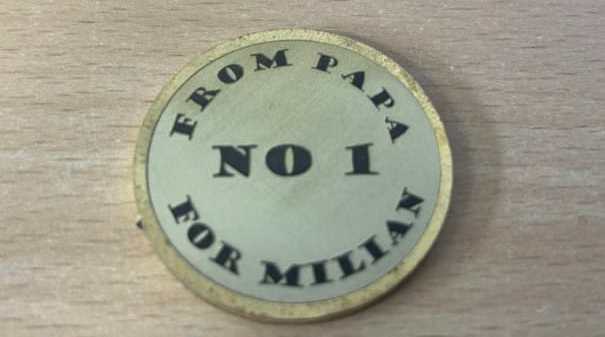 FROM PAPA
NO 1
FOR MILIAN